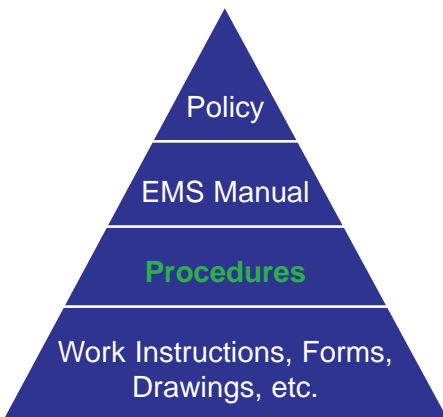 Policy
EMS Manual
Procedures
Work Instructions, Forms,
Drawings, etc.